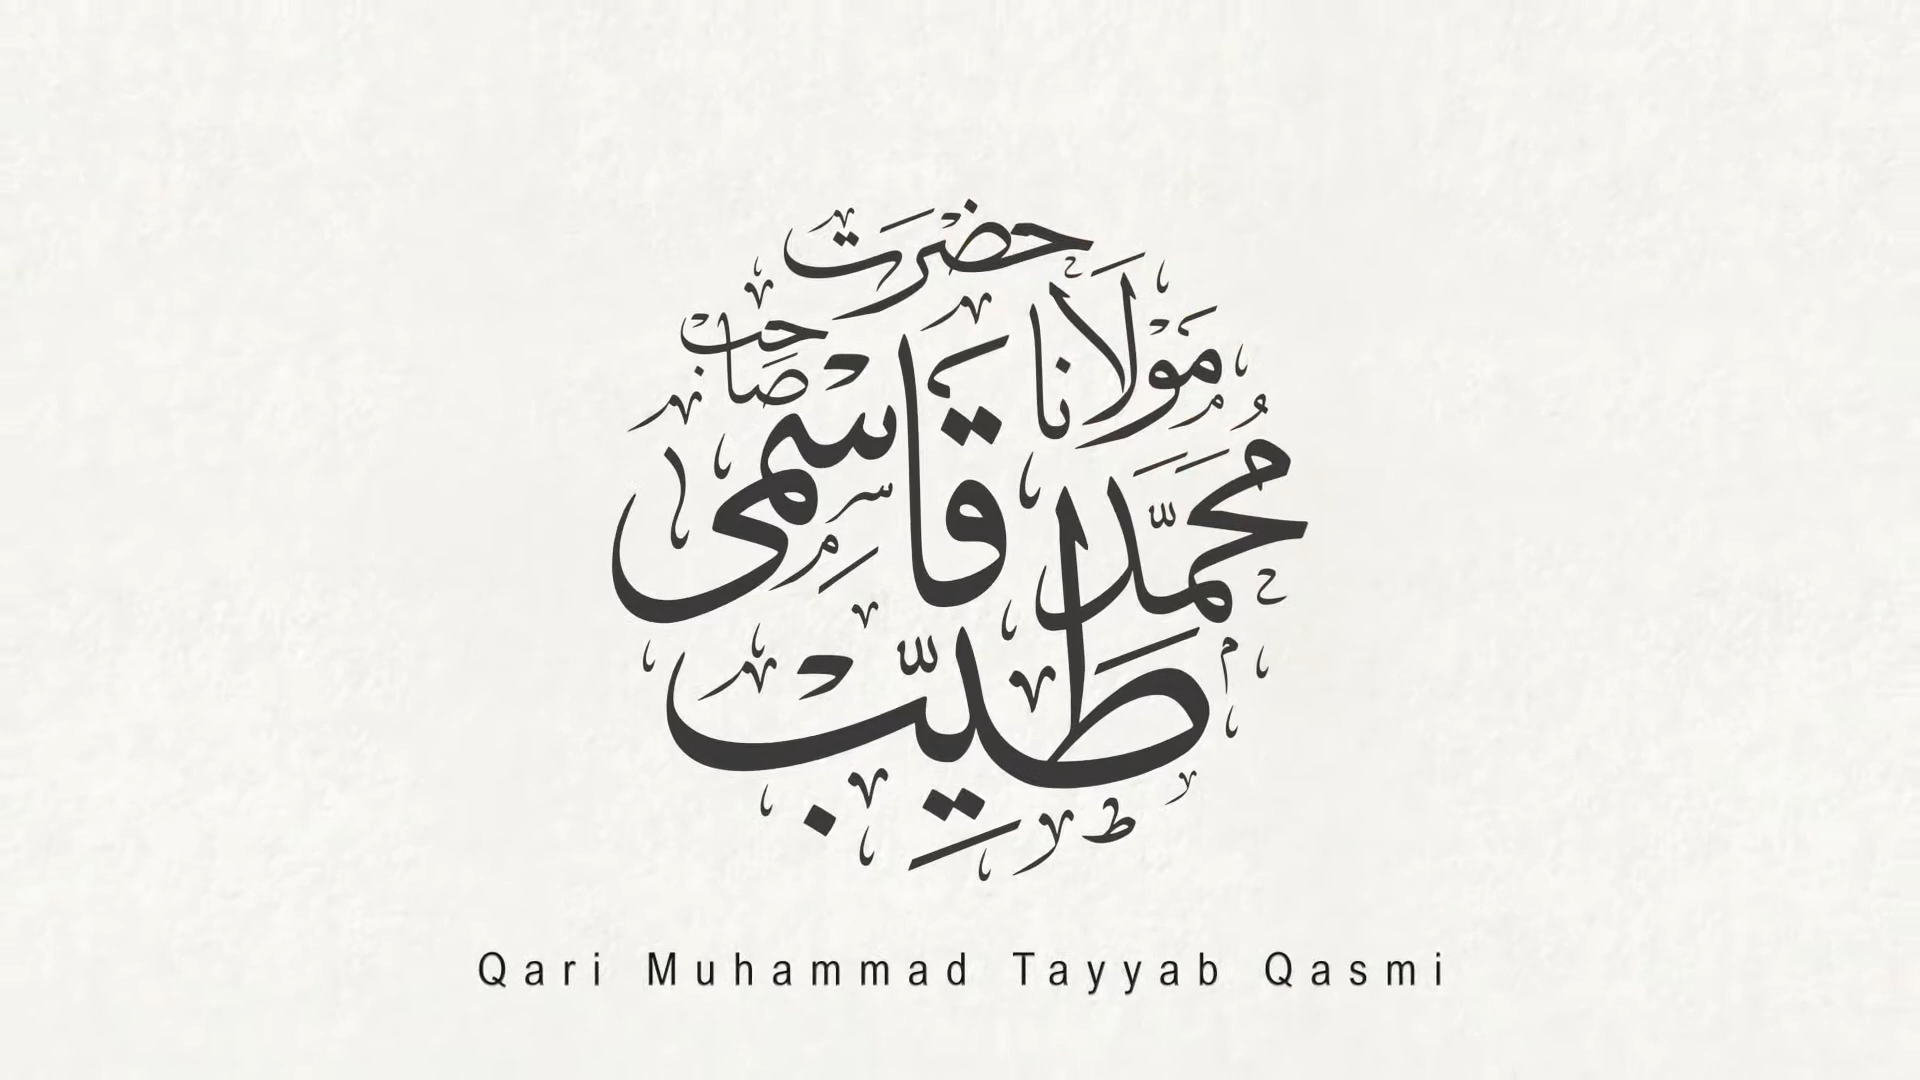 حضرت
مولانا
محمد طیب
قاسمی
صاحب
Qari Muhammad Tayyab Qasmi